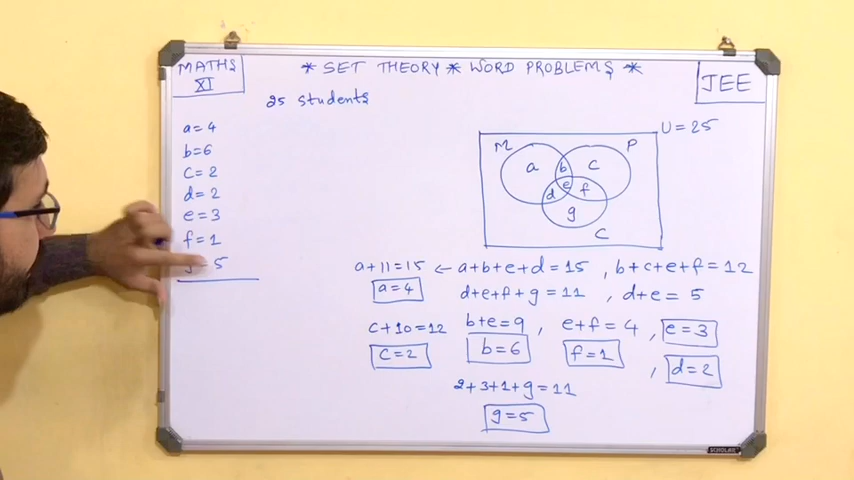 MATHS
XI
* SET THEORY * WORD PROBLEMS *
JEE
25 students
U = 25
a = 4
b = 6
c = 2
d = 2
e = 3
f = 1
= 5
M
P
a
b
c
d
e
f
g
C
a + 11 = 15 ← a + b + e + d = 15 , b + c + e + f = 12
a = 4
d + e + f + g = 11 , d + e = 5
c + 10 = 12
b + e = 9 , e + f = 4 , e = 3
c = 2
b = 6
f = 1
, d = 2
2 + 3 + 1 + g = 11
g = 5
SCHOLAR